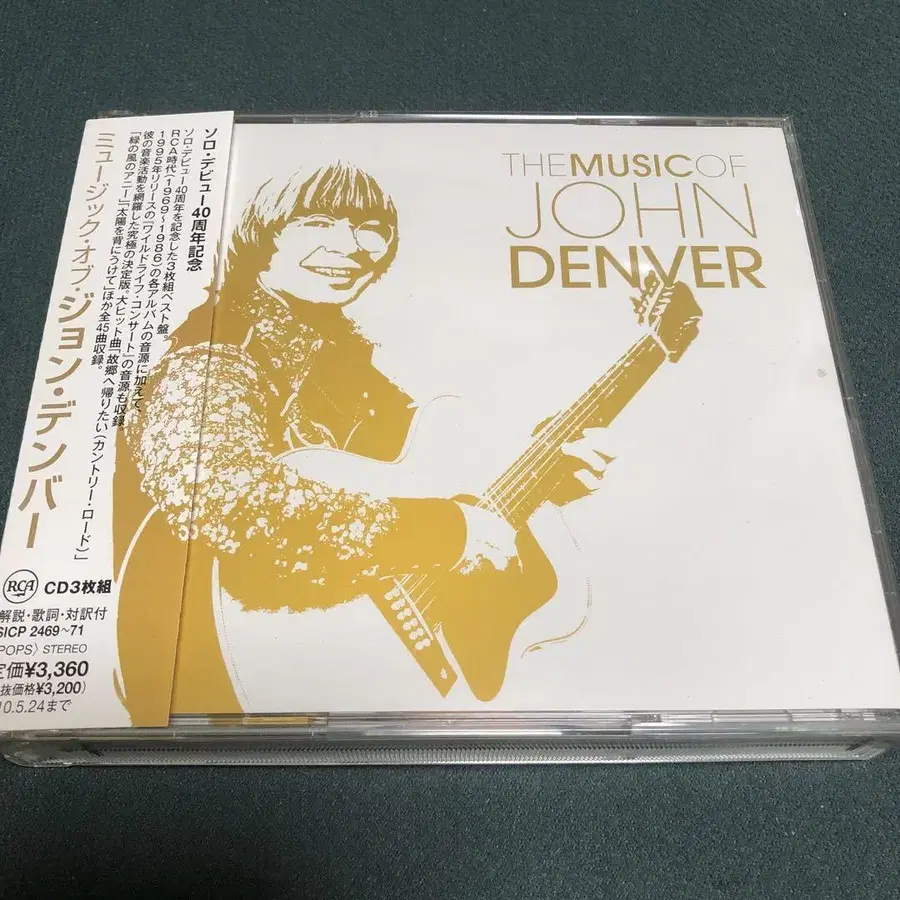 THE MUSIC OF
JOHN
DENVER
ソロ・デビュー40周年記念
ソロ・デビュー40周年を記念した3枚組ベスト盤。
RCA時代(1969~1986)の各アルバムの音源に加えて、
1995年リリースの『ワイルドライフ・コンサート』の音源も収録。
彼の音楽活動を網羅した究極の決定版。大ヒット曲「故郷へ帰りたい(カントリー・ロード)」
「緑の風のアニー」「太陽を背にうけて」ほか全45曲収録。
ミュージック・オブ・ジョン・デンバー
RCA CD3枚組
解説・歌詞・対訳付
SICP 2469~71
POPS〉 STEREO
定価¥3,360
抜価格¥3,200)
10.5.24まで